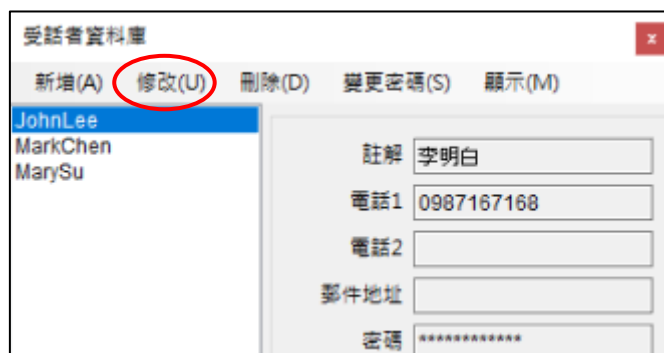 受話者資料庫 x
新增(A) 修改(U) 刪除(D) 變更密碼(S) 顯示(M)
JohnLee
MarkChen
MarySu
註解 李明白
電話1 0987167168
電話2
郵件地址
密碼 ************